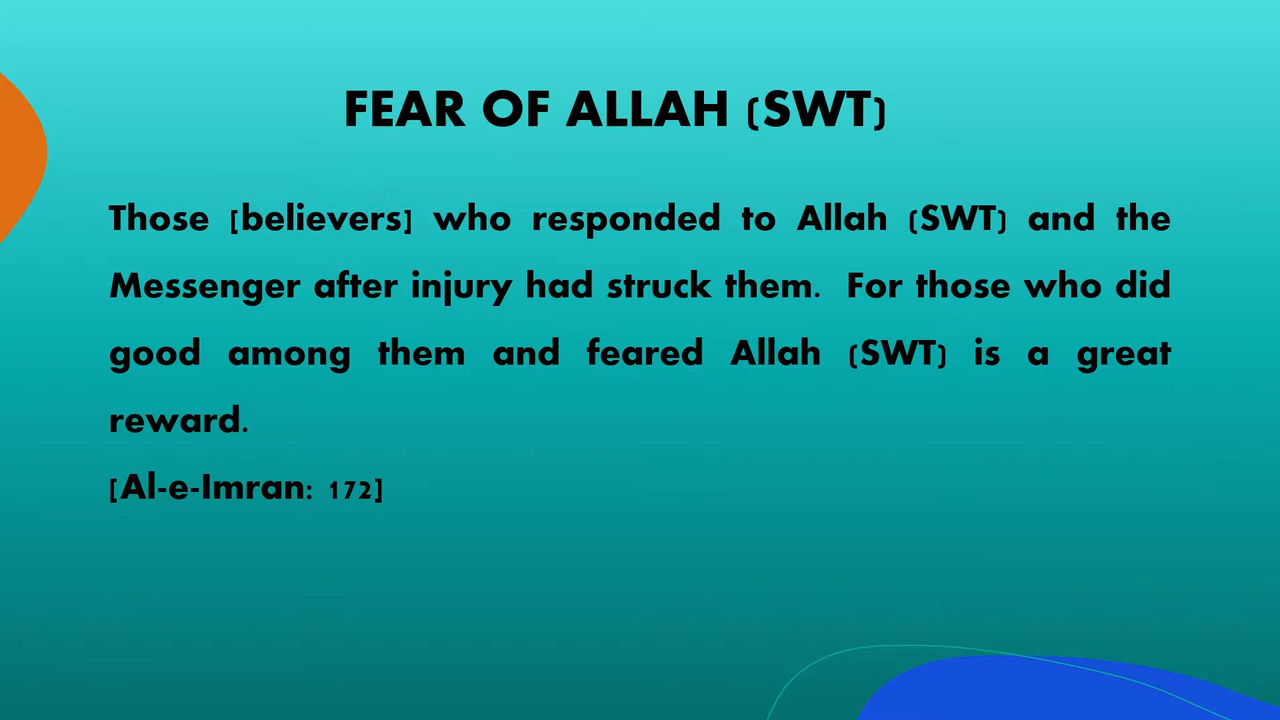 FEAR OF ALLAH (SWT)
Those [believers] who responded to Allah (SWT) and the
Messenger after injury had struck them. For those who did
good among them and feared Allah (SWT) is a great
reward.
[Al-e-Imran: 172]